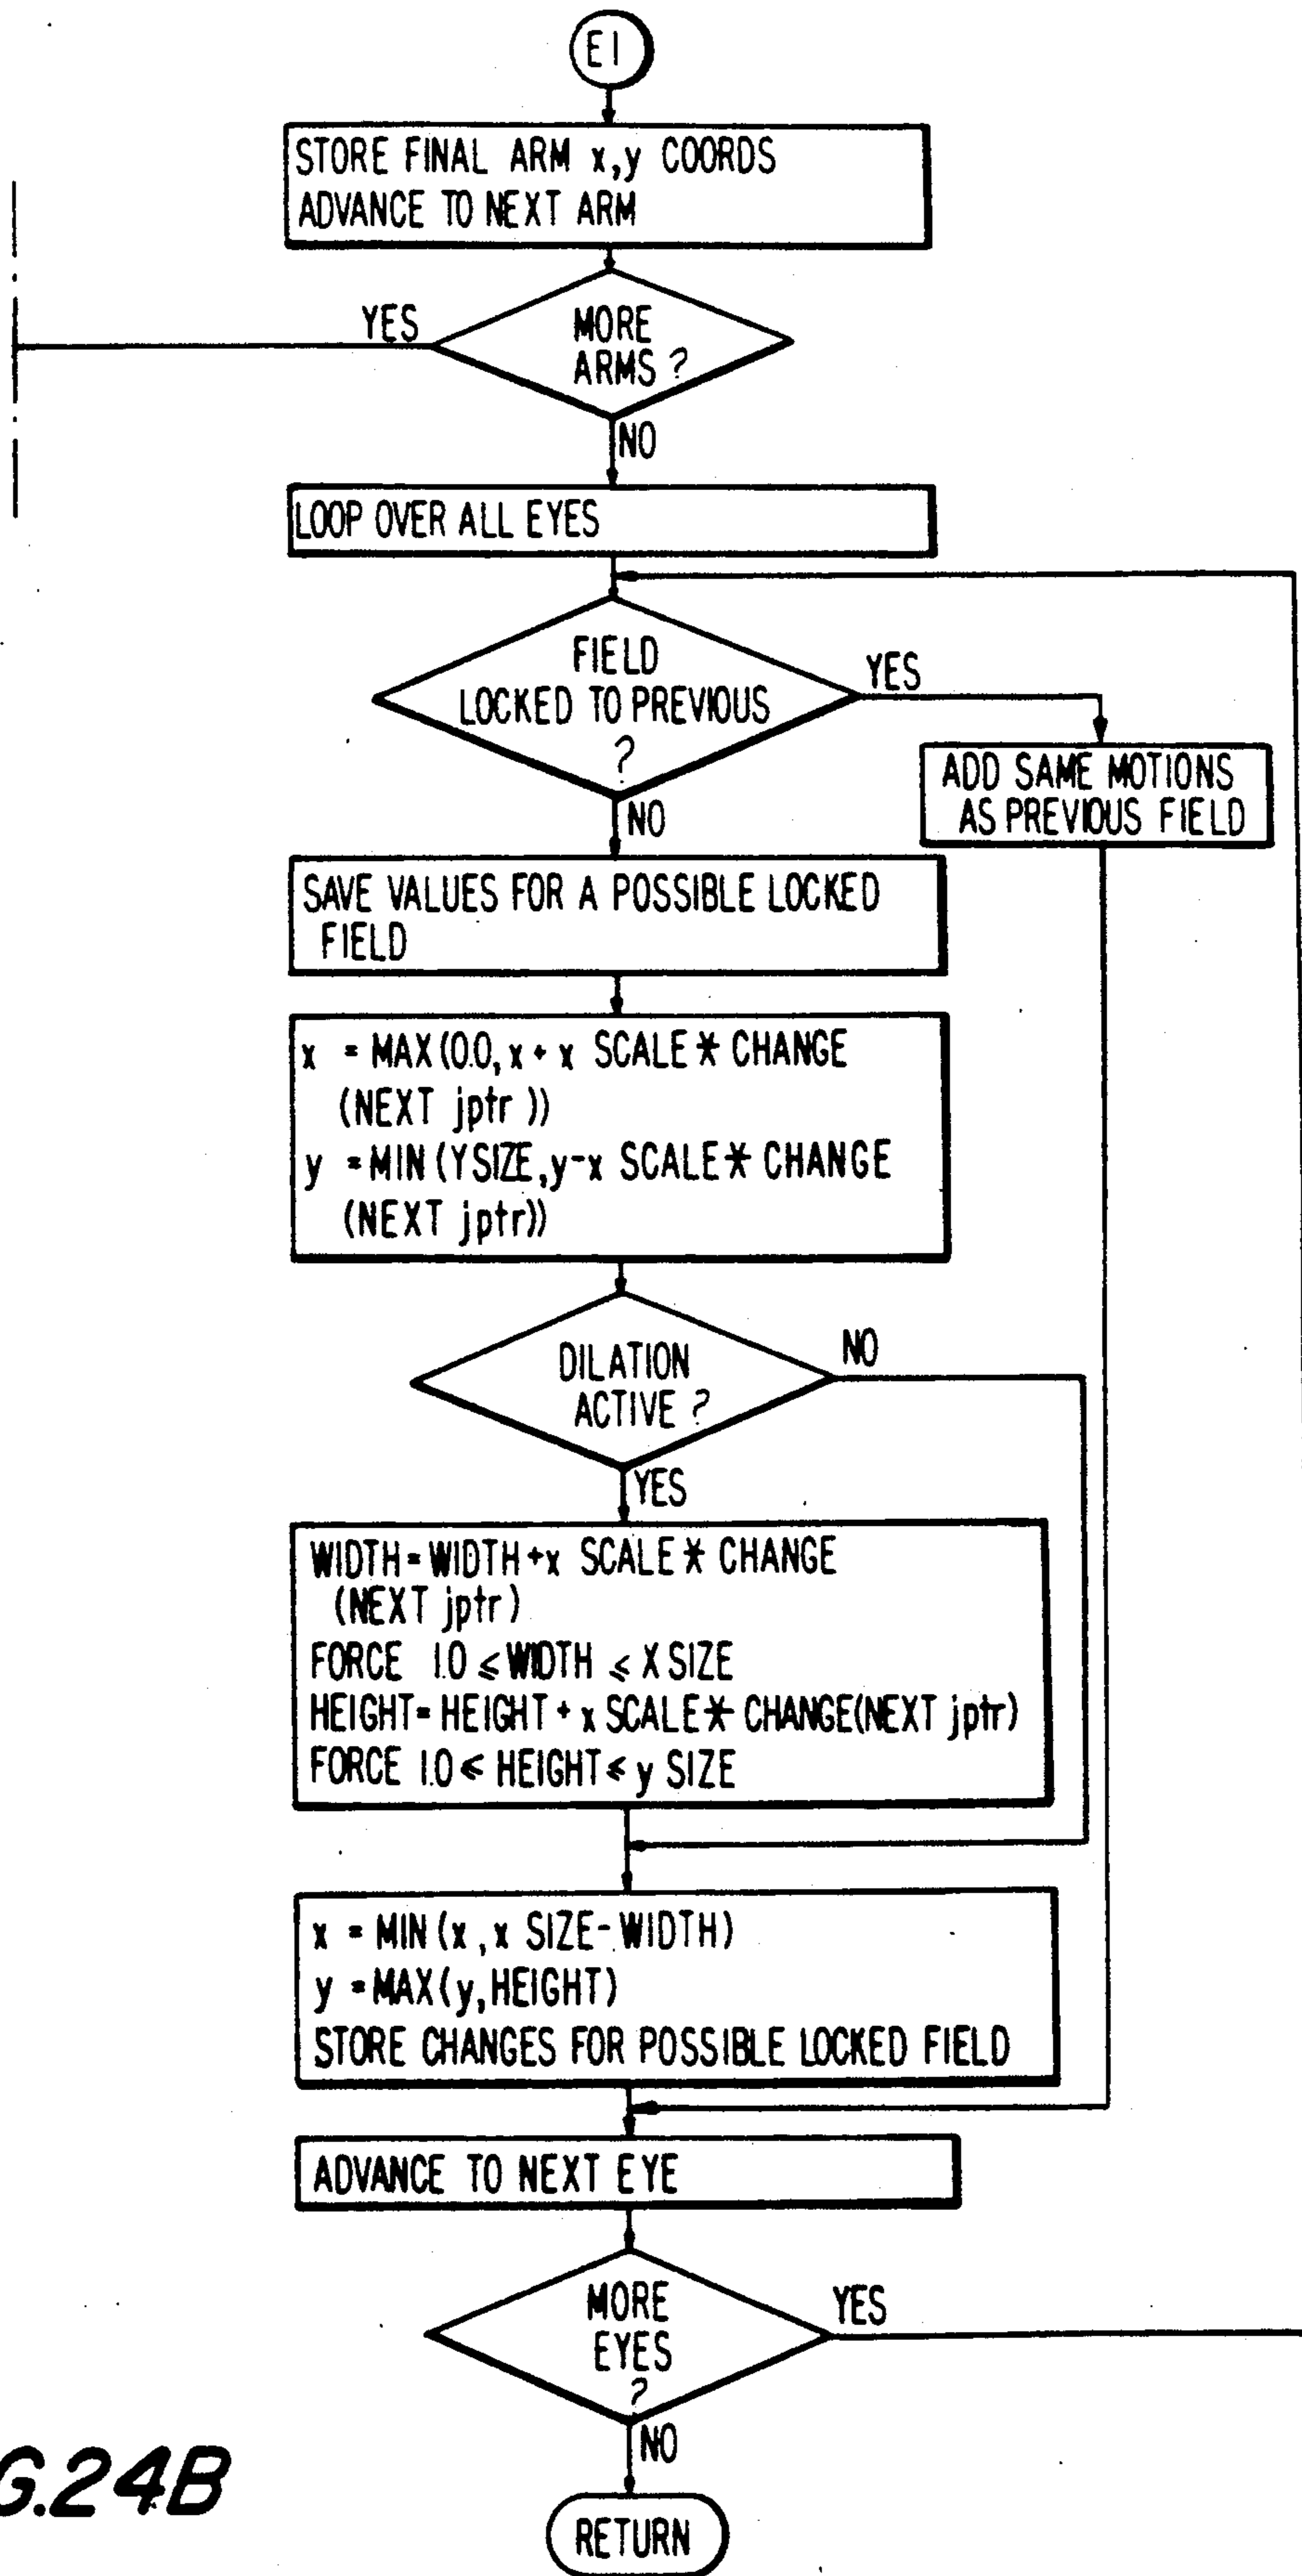 E1
STORE FINAL ARM x,y COORDS
ADVANCE TO NEXT ARM
YES
MORE
ARMS ?
NO
LOOP OVER ALL EYES
FIELD
LOCKED TO PREVIOUS
?
YES
ADD SAME MOTIONS
AS PREVIOUS FIELD
NO
SAVE VALUES FOR A POSSIBLE LOCKED
FIELD
x = MAX (0.0, x + x SCALE * CHANGE
(NEXT jptr ))
y = MIN (YSIZE, y-x SCALE * CHANGE
(NEXT jptr))
DILATION
ACTIVE ?
NO
YES
WIDTH = WIDTH +x SCALE * CHANGE
(NEXT jptr)
FORCE 1.0 ≤ WIDTH ≤ X SIZE
HEIGHT = HEIGHT + x SCALE * CHANGE(NEXT jptr)
FORCE 1.0 ≤ HEIGHT ≤ y SIZE
x = MIN (x , x SIZE - WIDTH)
y = MAX (y, HEIGHT)
STORE CHANGES FOR POSSIBLE LOCKED FIELD
ADVANCE TO NEXT EYE
MORE
EYES
?
YES
NO
G.24B
RETURN